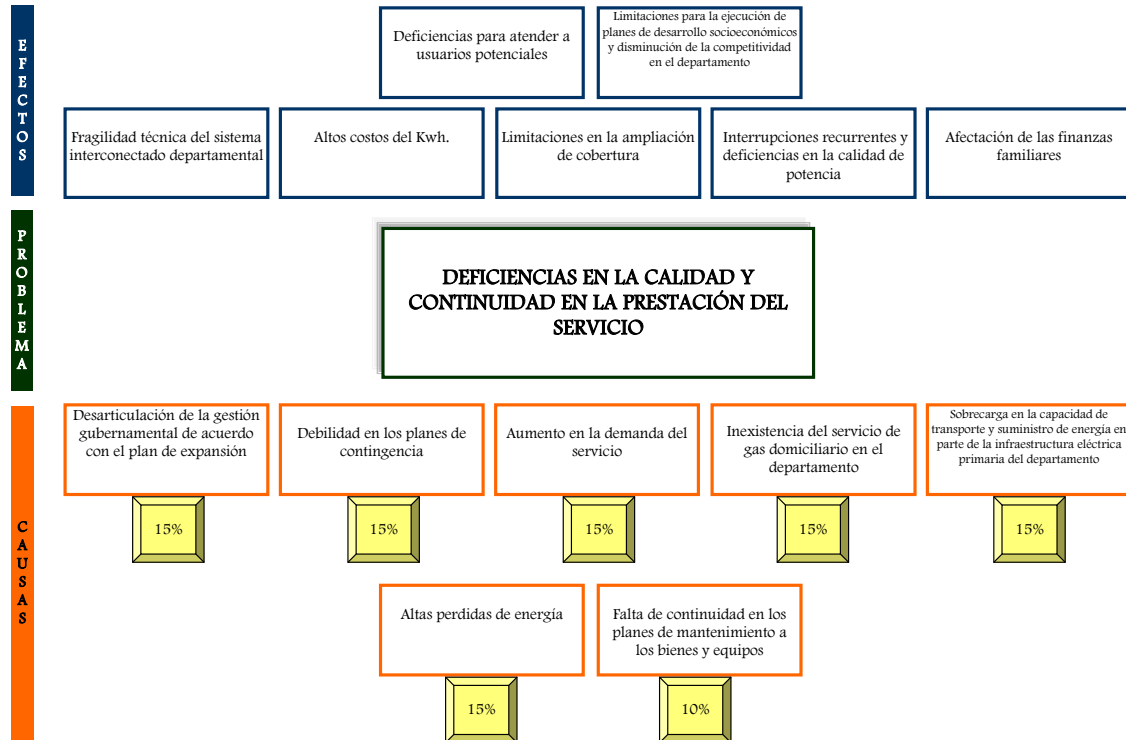 EFECTOS
Deficiencias para atender a
usuarios potenciales
Limitaciones para la ejecución de
planes de desarrollo socioeconómicos
y disminución de la competitividad
en el departamento
Fragilidad técnica del sistema
interconectado departamental
Altos costos del Kwh.
Limitaciones en la ampliación
de cobertura
Interrupciones recurrentes y
deficiencias en la calidad de
potencia
Afectación de las finanzas
familiares
PROBLEMA
DEFICIENCIAS EN LA CALIDAD Y
CONTINUIDAD EN LA PRESTACIÓN DEL
SERVICIO
CAUSAS
Desarticulación de la gestión
gubernamental de acuerdo
con el plan de expansión
Debilidad en los planes de
contingencia
Aumento en la demanda del
servicio
Inexistencia del servicio de
gas domiciliario en el
departamento
Sobrecarga en la capacidad de
transporte y suministro de energía en
parte de la infraestructura eléctrica
primaria del departamento
15%
15%
15%
15%
15%
Altas perdidas de energía
Falta de continuidad en los
planes de mantenimiento a
los bienes y equipos
15%
10%